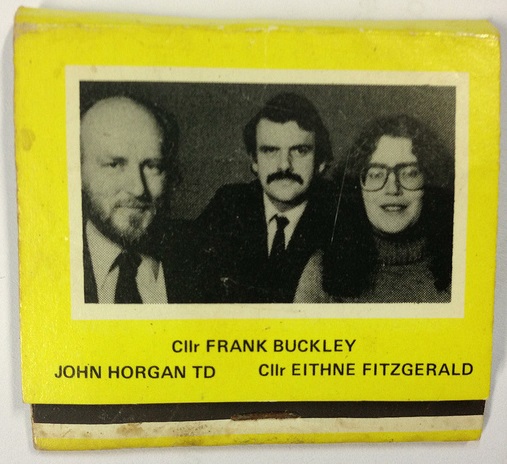 Cllr FRANK BUCKLEY
JOHN HORGAN TD Cllr EITHNE FITZGERALD